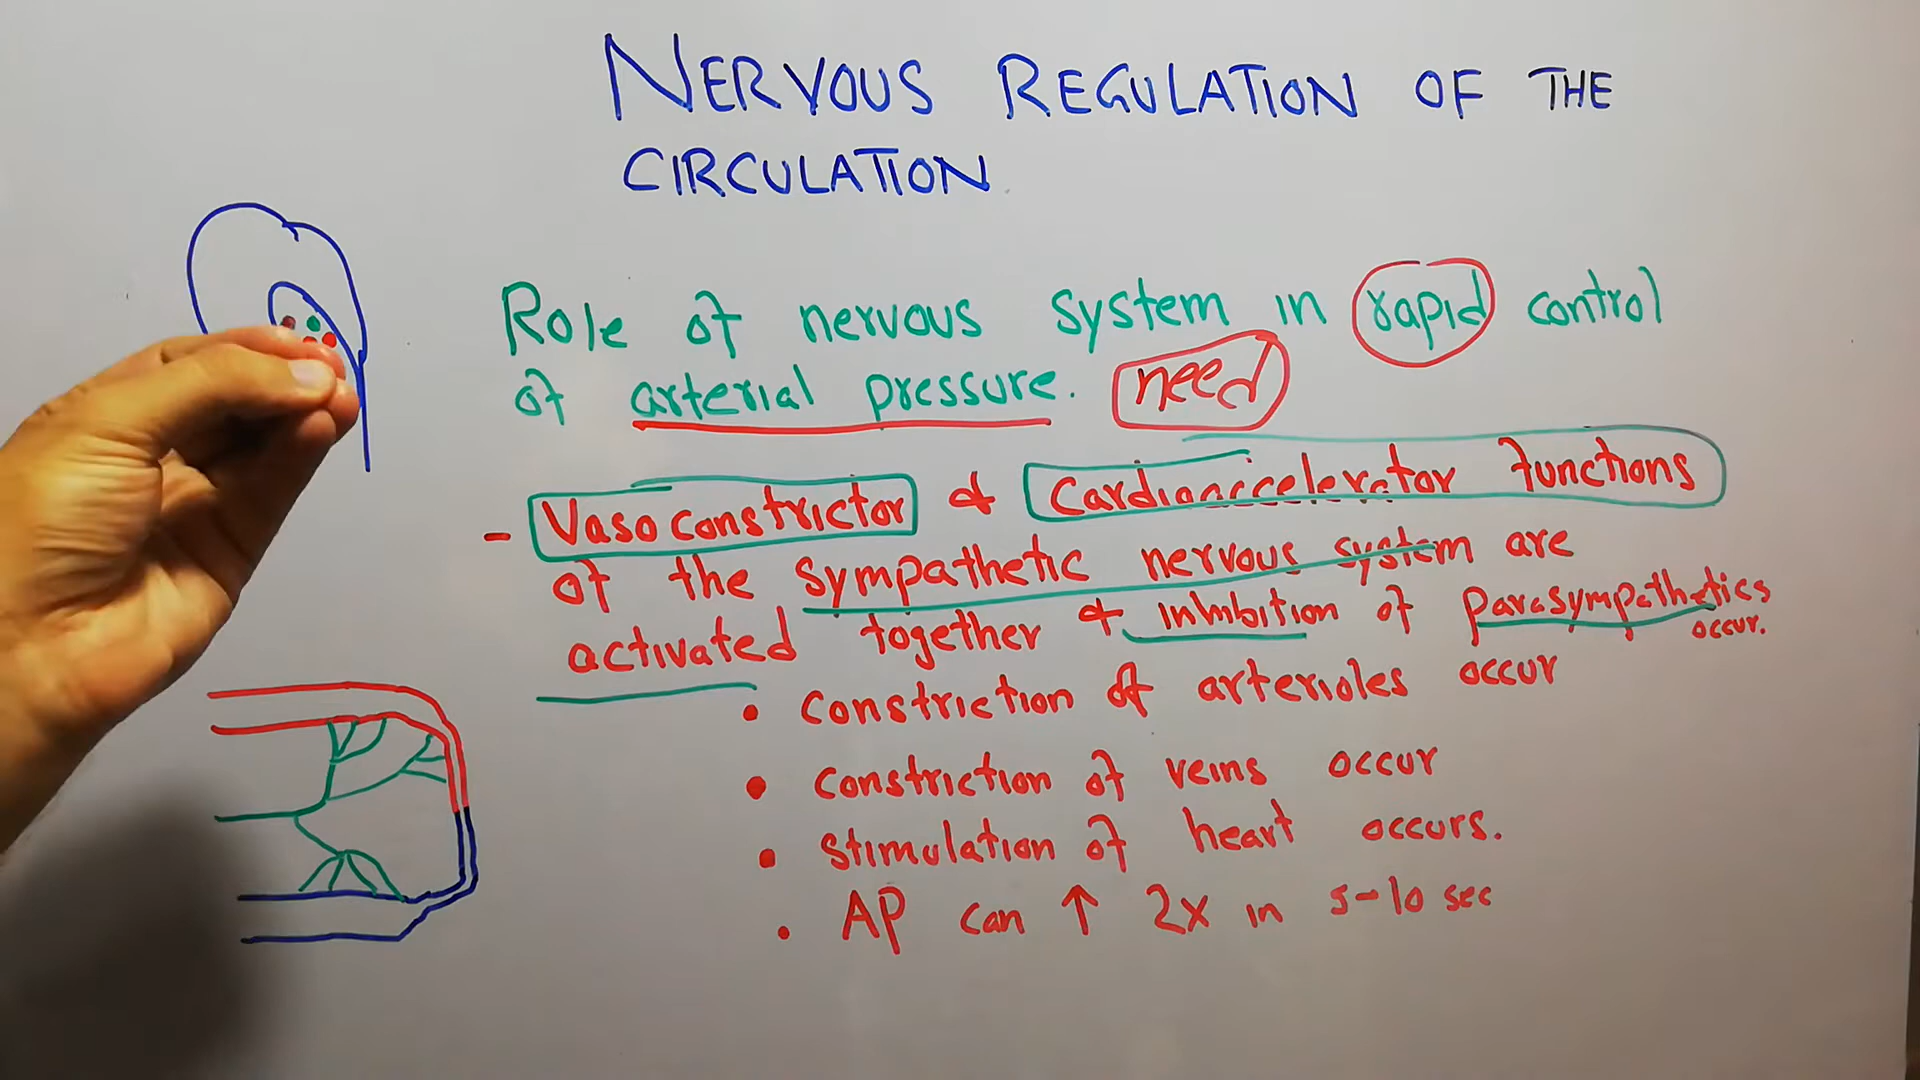 NERVOUS REGULATION OF THE
CIRCULATION
Role of nervous system in rapid control
of arterial pressure. need
- Vasoconstrictor & Cardioaccelerator functions
of the sympathetic nervous system are
activated together & inhibition of parasympathetics
occur.
• constriction of arterioles occur
• constriction of veins occur
• stimulation of heart occurs.
• AP can ↑ 2x in 5-10 sec